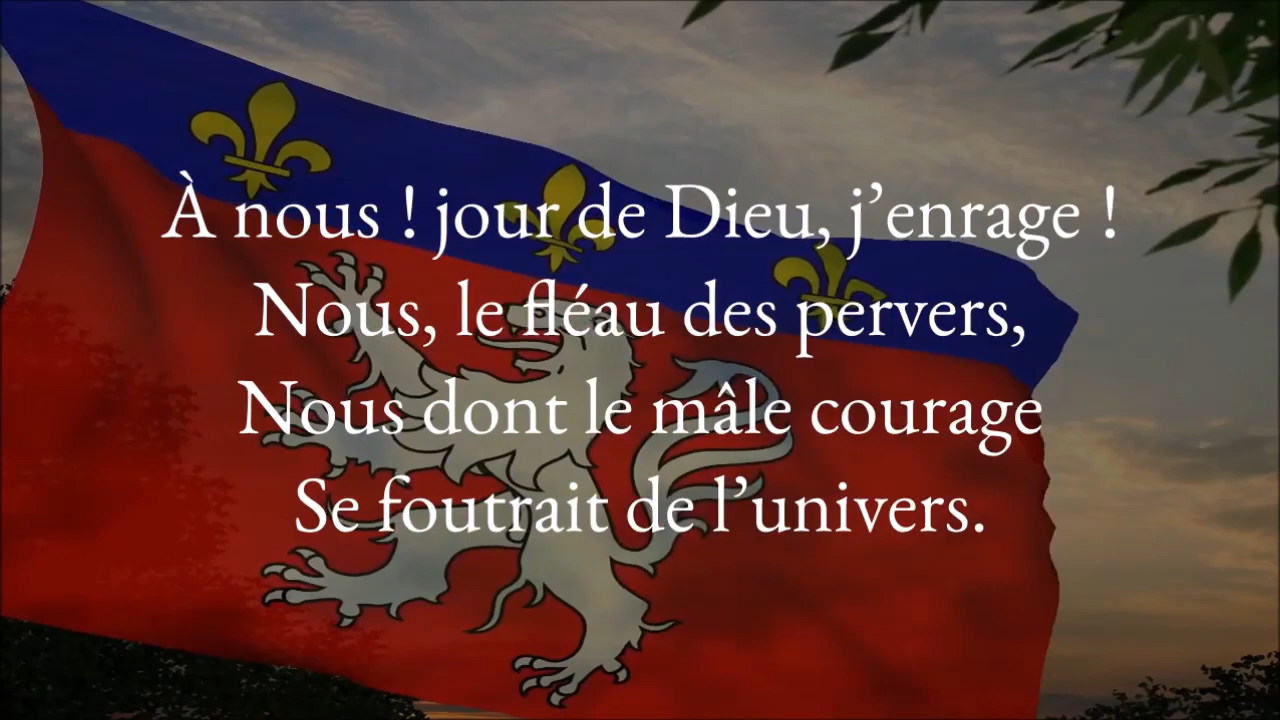 À nous ! jour de Dieu, j’enrage !
Nous, le fléau des pervers,
Nous dont le mâle courage
Se foutrait de l’univers.